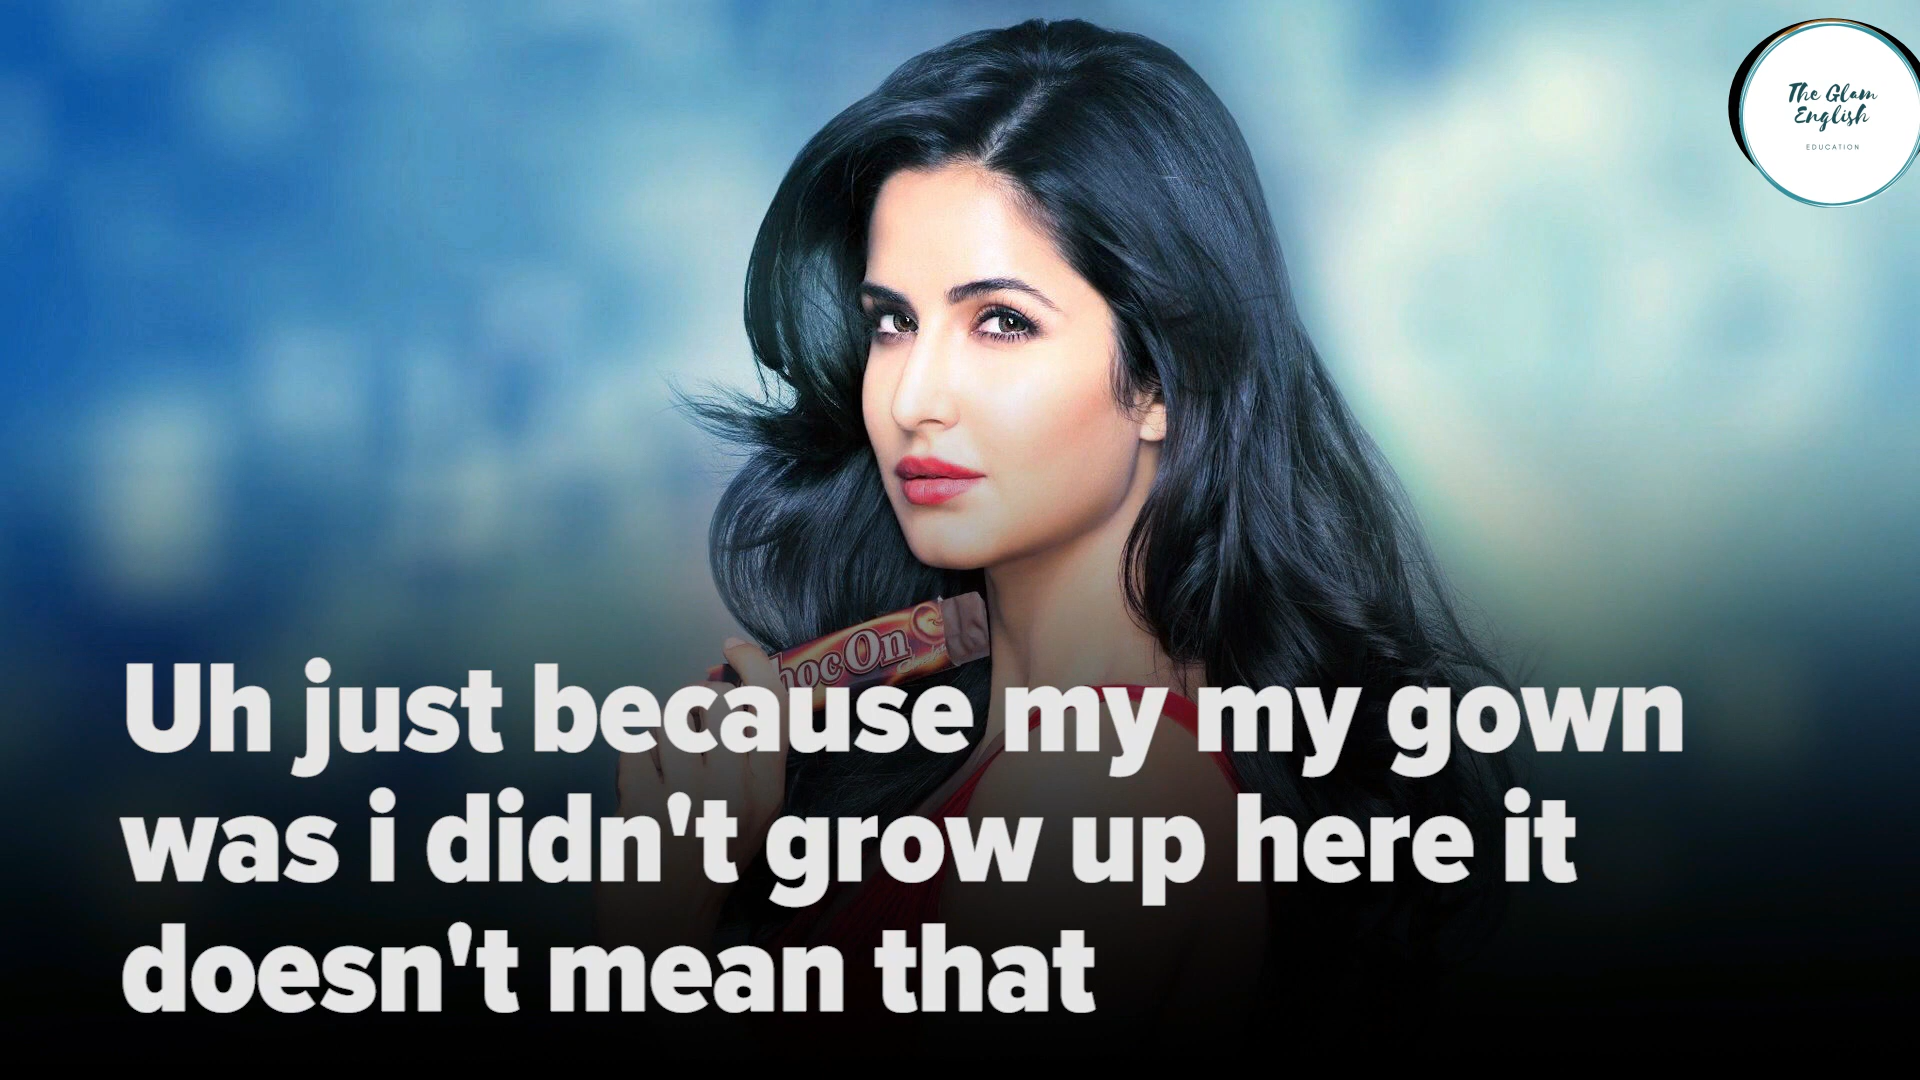 The Glam
English
EDUCATION
hocOn
Uh just because my my gown
was i didn't grow up here it
doesn't mean that